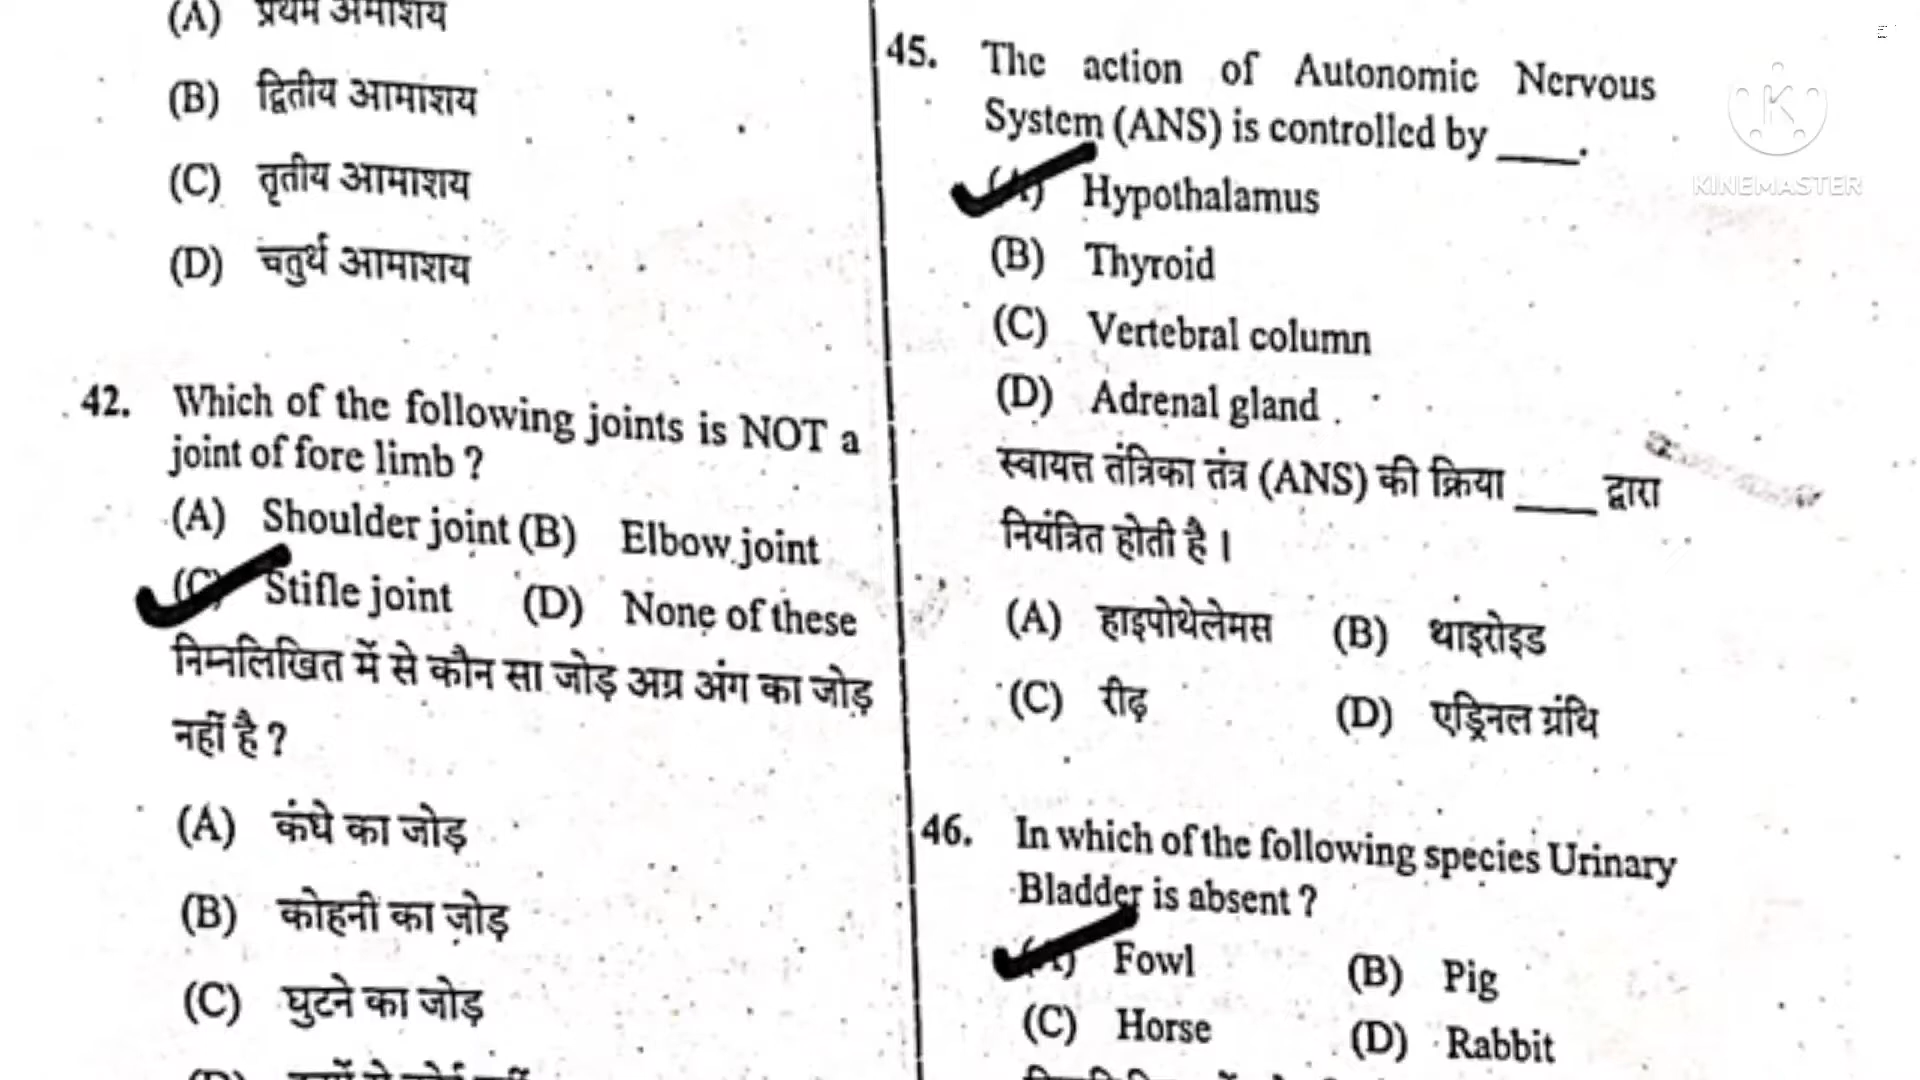 (A) प्रथम अमाशय
(B) द्वितीय आमाशय
(C) तृतीय आमाशय
(D) चतुर्थ आमाशय
42. Which of the following joints is NOT a
joint of fore limb ?
(A) Shoulder joint (B) Elbow joint
(C) Stifle joint (D) None of these
निम्नलिखित में से कौन सा जोड़ अग्र अंग का जोड़
नहीं है ?
(A) कंधे का जोड़
(B) कोहनी का जोड़
(C) घुटने का जोड़
45. The action of Autonomic Nervous
System (ANS) is controlled by ____.
(A) Hypothalamus
(B) Thyroid
(C) Vertebral column
(D) Adrenal gland
स्वायत्त तंत्रिका तंत्र (ANS) की क्रिया ____ द्वारा
नियंत्रित होती है ।
(A) हाइपोथेलेमस (B) थाइरोइड
(C) रीढ़ (D) एड्रिनल ग्रंथि
46. In which of the following species Urinary
Bladder is absent ?
(A) Fowl (B) Pig
(C) Horse (D) Rabbit
K
KINEMASTER